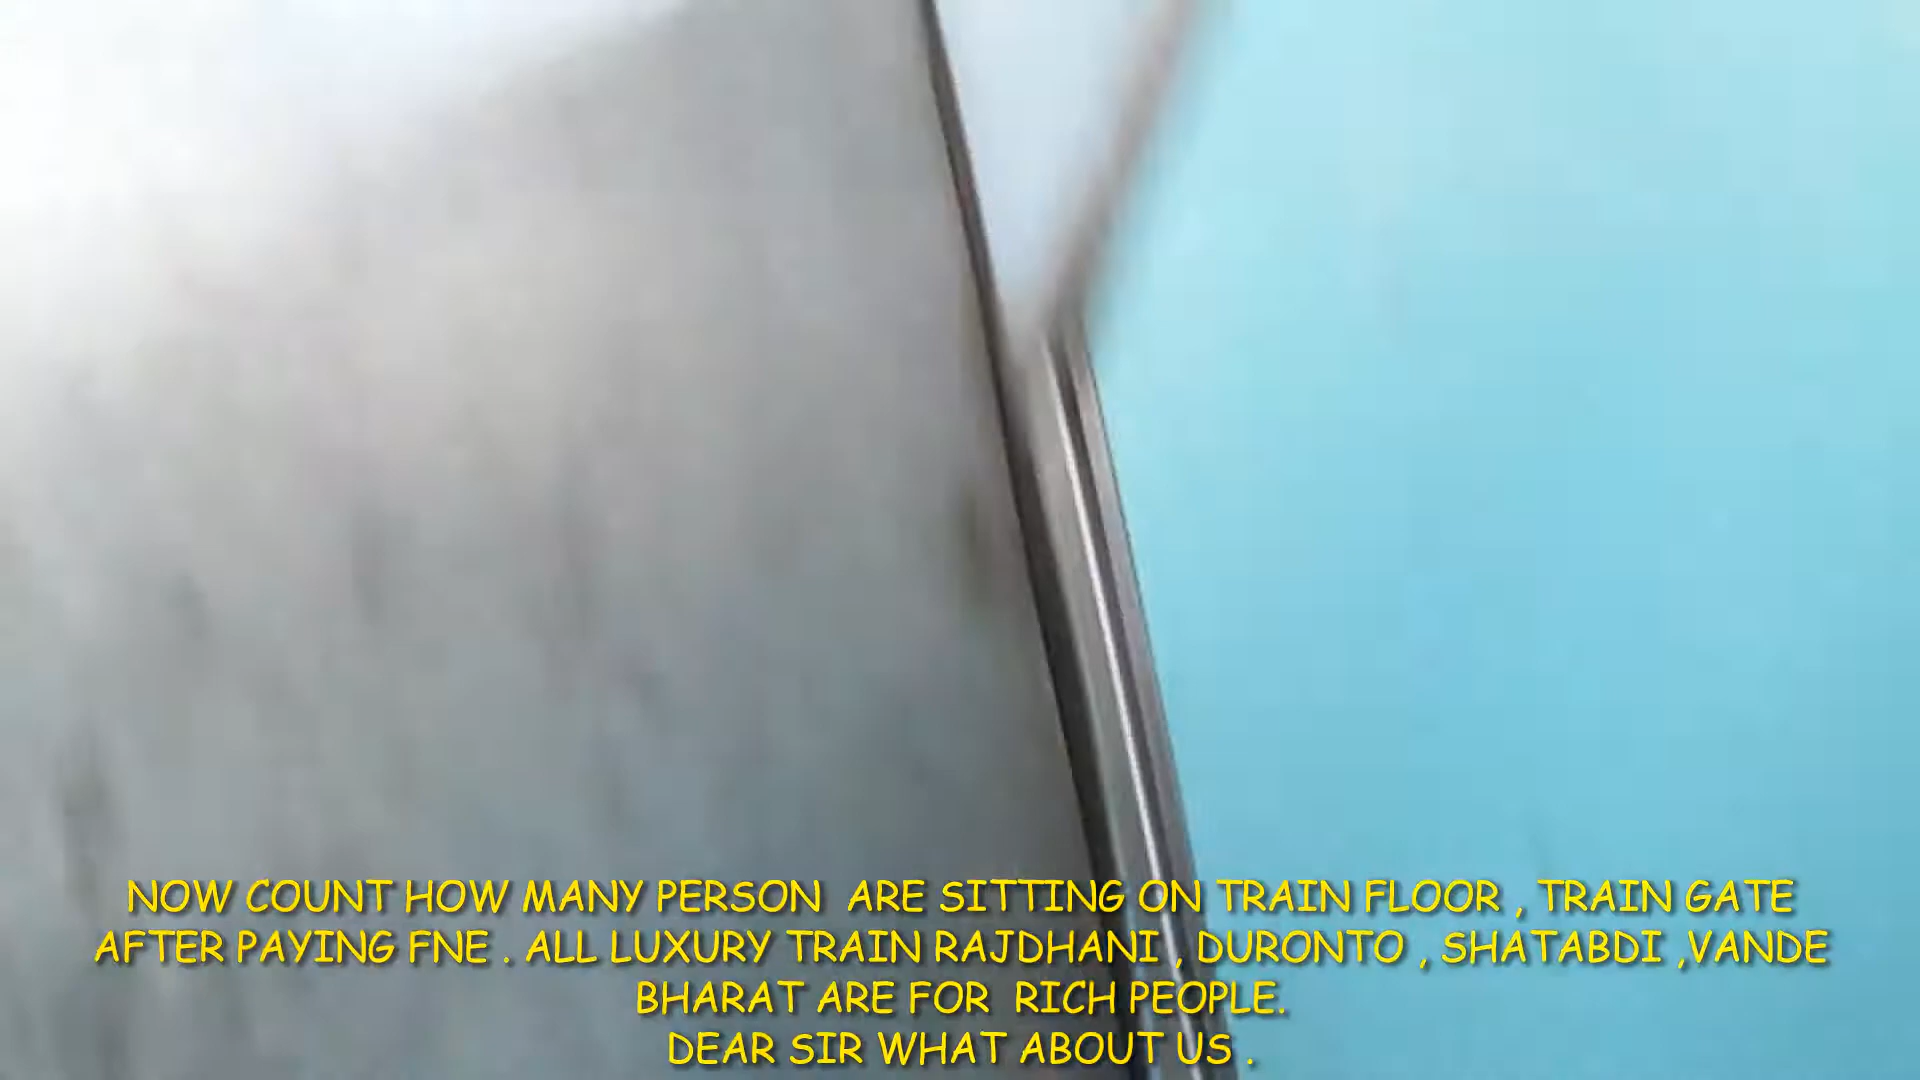 NOW COUNT HOW MANY PERSON  ARE SITTING ON TRAIN FLOOR , TRAIN GATE
AFTER PAYING FNE . ALL LUXURY TRAIN RAJDHANI , DURONTO , SHATABDI ,VANDE
BHARAT ARE FOR  RICH PEOPLE.
DEAR SIR WHAT ABOUT US .